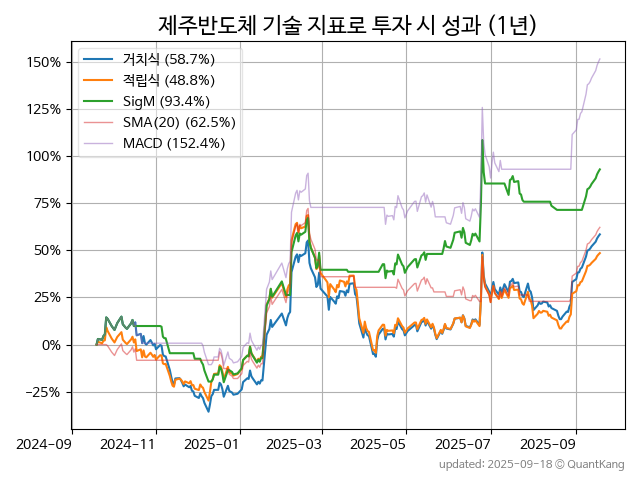 제주반도체 기술 지표로 투자 시 성과 (1년)
거치식 (58.7%)
적립식 (48.8%)
SigM (93.4%)
SMA(20) (62.5%)
MACD (152.4%)
150%
125%
100%
75%
50%
25%
0%
−25%
2024-09 2024-11 2025-01 2025-03 2025-05 2025-07 2025-09
updated: 2025-09-18 ⓒ QuantKang